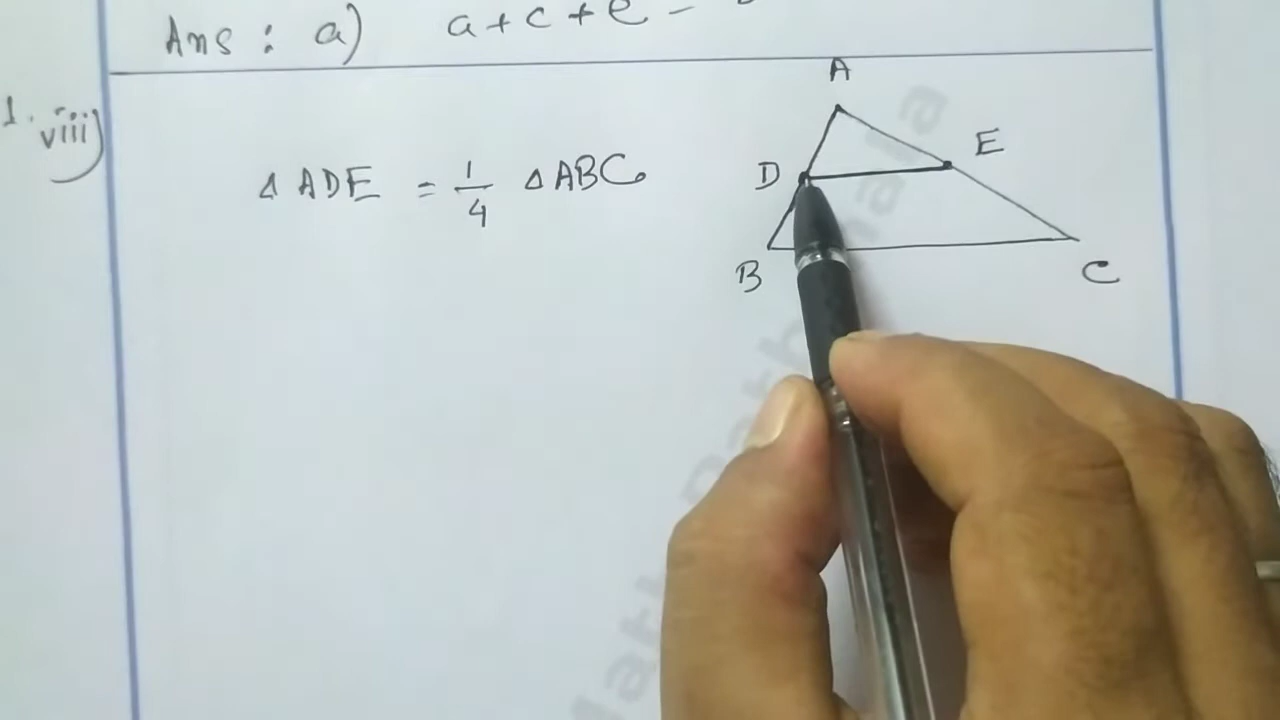 Ans : a) a + c + e
1. viii)
A
D E
B C
△ ADE = 1/4 △ ABC